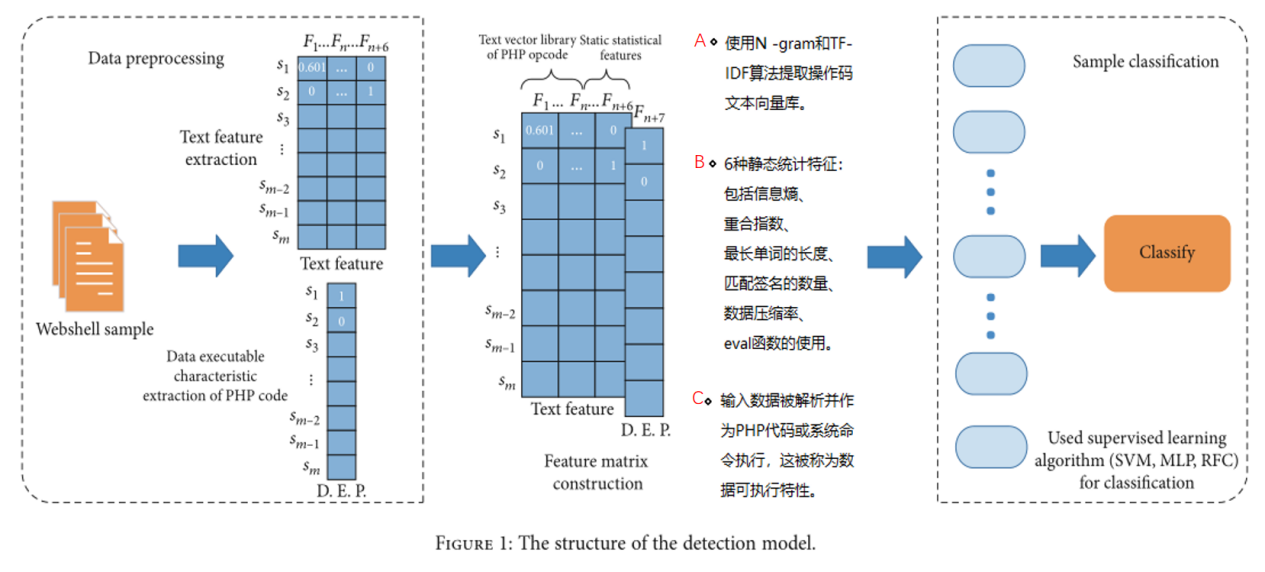 Data preprocessing
F1...Fn...Fn+6
s1 0.601 ... 0
s2 0 ... 1
s3
⋮
sm−2
sm−1
sm
Text feature
extraction
Text feature
Webshell sample
s1 1
s2 0
s3
⋮
sm−2
sm−1
sm
Data executable
characteristic
extraction of PHP code
D. E. P.
Text vector library
of PHP opcode
Static statistical
features
F1 ... Fn... Fn+6 Fn+7
s1 0.601 ... 0 1
s2 0 ... 1 0
s3
⋮
sm−2
sm−1
sm
Text feature
D. E. P.
Feature matrix
construction
A 使用N -gram和TF-
IDF算法提取操作码
文本向量库。
B 6种静态统计特征：
包括信息熵、
重合指数、
最长单词的长度、
匹配签名的数量、
数据压缩率、
eval函数的使用。
C 输入数据被解析并作
为PHP代码或系统命
令执行，这被称为数
据可执行特性。
Sample classification
Classify
Used supervised learning
algorithm (SVM, MLP, RFC)
for classification
FIGURE 1: The structure of the detection model.